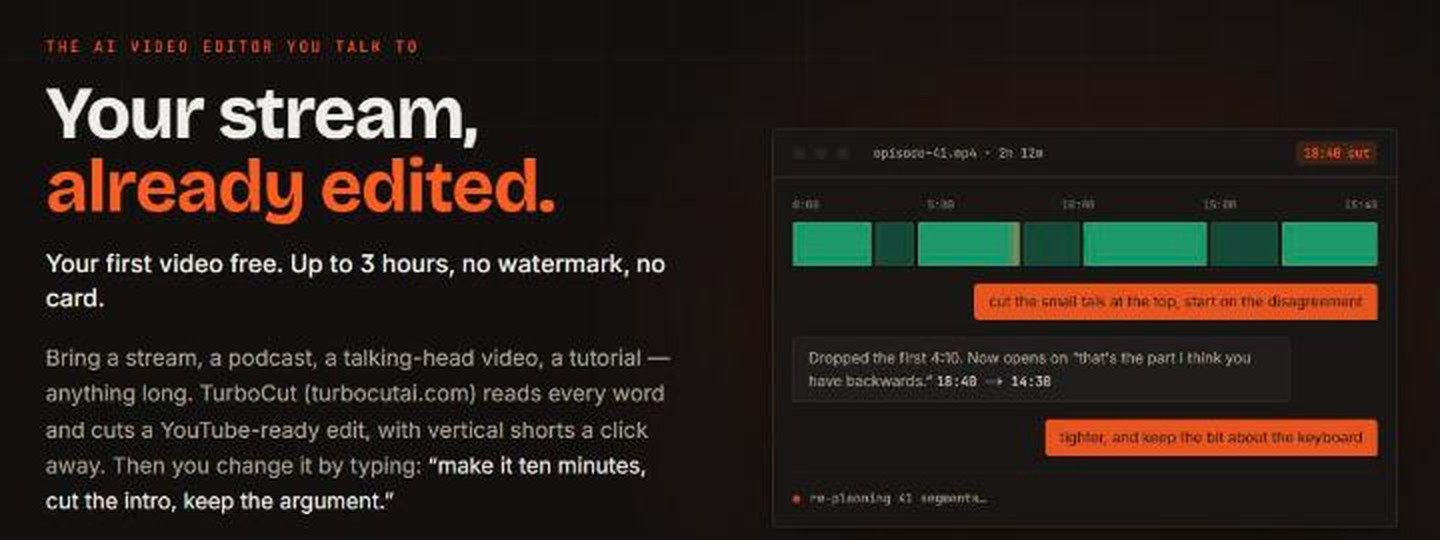 THE AI VIDEO EDITOR YOU TALK TO
Your stream,
already edited.
Your first video free. Up to 3 hours, no watermark, no
card.
Bring a stream, a podcast, a talking-head video, a tutorial —
anything long. TurboCut (turbocutai.com) reads every word
and cuts a YouTube-ready edit, with vertical shorts a click
away. Then you change it by typing: “make it ten minutes,
cut the intro, keep the argument.”
episode-41.mp4 · 2h 12m
18:40 cut
0:00 5:00 10:00 15:00
cut the small talk at the top, start on the disagreement
Dropped the first 4:10. Now opens on “that's the part I think you
have backwards.” 18:40 → 14:30
tighter, and keep the bit about the keyboard
re-planning 41 segments…